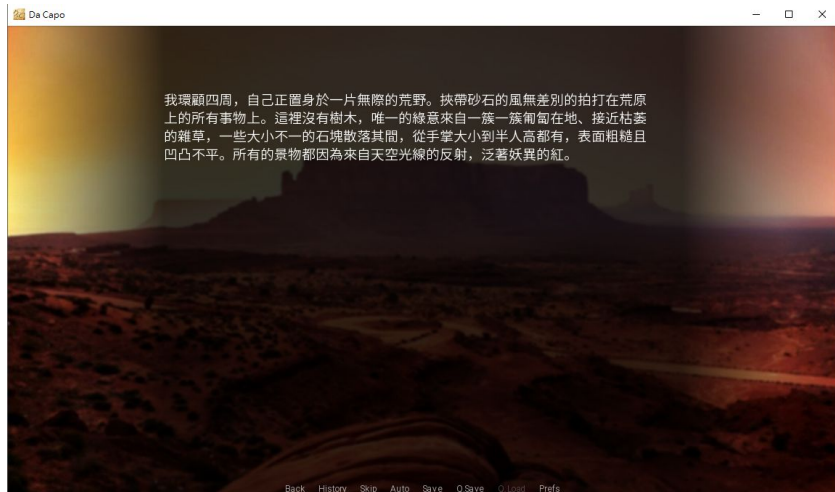 Da Capo
我環顧四周，自己正置身於一片無際的荒野。挾帶砂石的風無差別的拍打在荒原
上的所有事物上。這裡沒有樹木，唯一的綠意來自一簇一簇匍匐在地、接近枯萎
的雜草，一些大小不一的石塊散落其間，從手掌大小到半人高都有，表面粗糙且
凹凸不平。所有的景物都因為來自天空光線的反射，泛著妖異的紅。
Back History Skip Auto Save Q.Save Q.Load Prefs